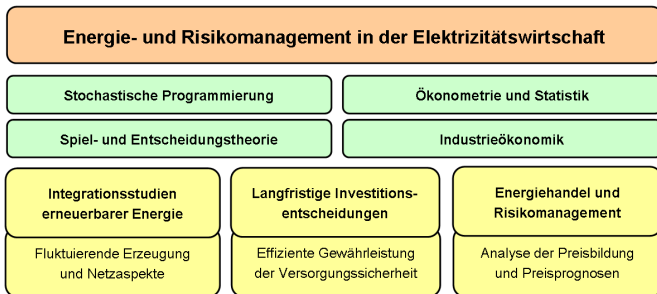 Energie- und Risikomanagement in der Elektrizitätswirtschaft
Stochastische Programmierung
Ökonometrie und Statistik
Spiel- und Entscheidungstheorie
Industrieökonomik
Integrationsstudien
erneuerbarer Energie
Langfristige Investitions-
entscheidungen
Energiehandel und
Risikomanagement
Fluktuierende Erzeugung
und Netzaspekte
Effiziente Gewährleistung
der Versorgungssicherheit
Analyse der Preisbildung
und Preisprognosen